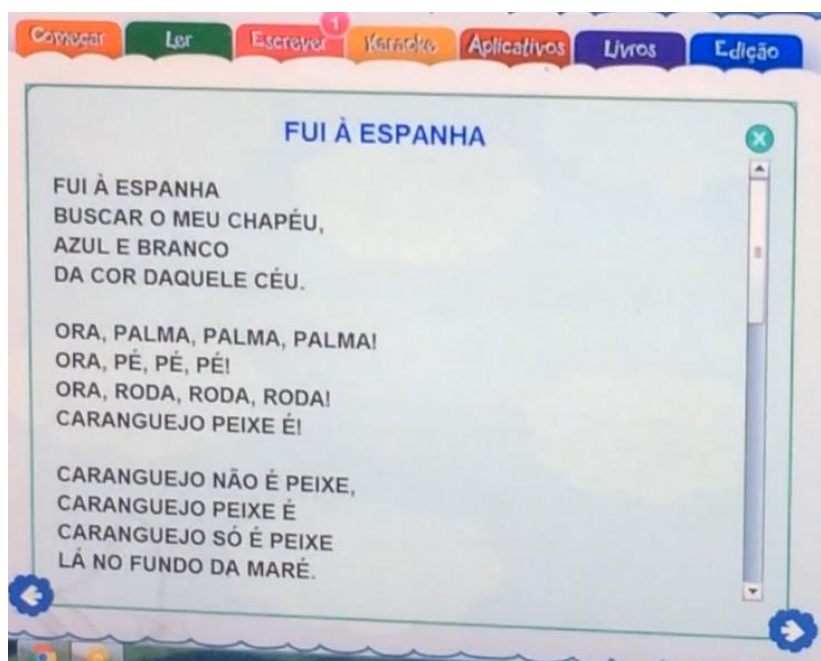 1
Começar Ler Escrever Karaoke Aplicativos Livros Edição
FUI À ESPANHA
FUI À ESPANHA
BUSCAR O MEU CHAPÉU,
AZUL E BRANCO
DA COR DAQUELE CÉU.
ORA, PALMA, PALMA, PALMA!
ORA, PÉ, PÉ, PÉ!
ORA, RODA, RODA, RODA!
CARANGUEJO PEIXE É!
CARANGUEJO NÃO É PEIXE,
CARANGUEJO PEIXE É
CARANGUEJO SÓ É PEIXE
LÁ NO FUNDO DA MARÉ.